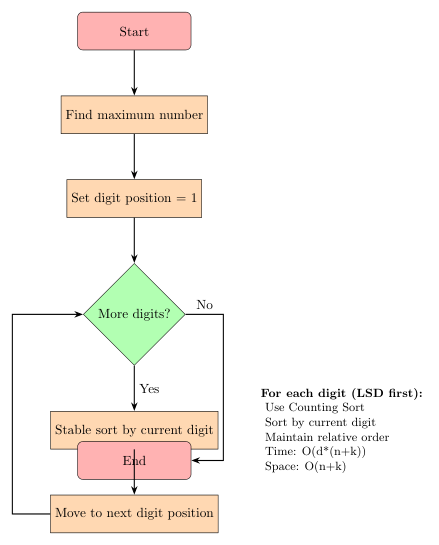 Start
Find maximum number
Set digit position = 1
More digits?
No
Yes
Stable sort by current digit
End
Move to next digit position
For each digit (LSD first):
Use Counting Sort
Sort by current digit
Maintain relative order
Time: O(d*(n+k))
Space: O(n+k)